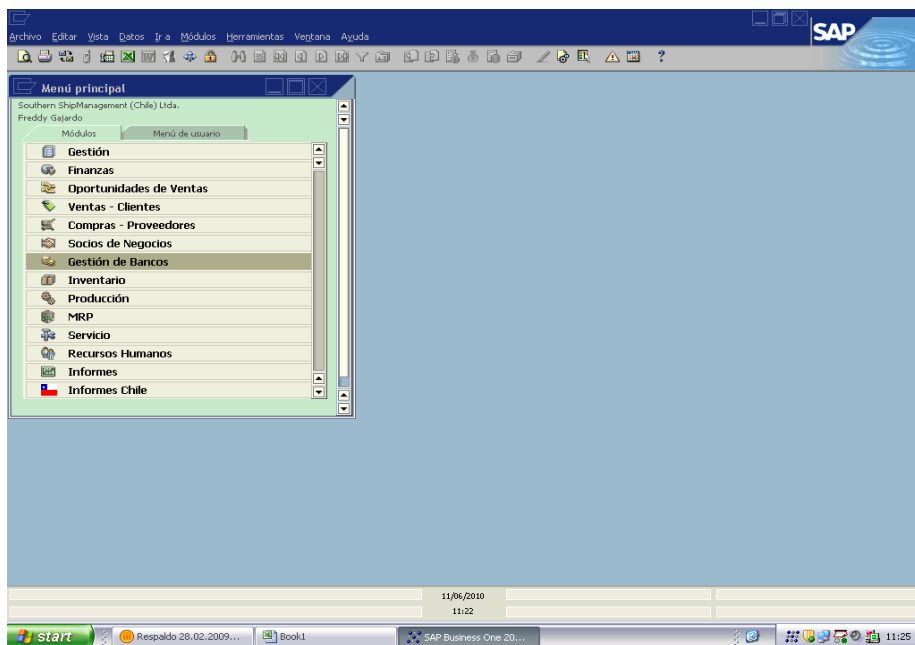 Archivo Editar Vista Datos Ir a Módulos Herramientas Ventana Ayuda
SAP
Menú principal
Southern ShipManagement (Chile) Ltda.
Freddy Gajardo
Módulos Menú de usuario
Gestión
Finanzas
Oportunidades de Ventas
Ventas - Clientes
Compras - Proveedores
Socios de Negocios
Gestión de Bancos
Inventario
Producción
MRP
Servicio
Recursos Humanos
Informes
Informes Chile
11/06/2010
11:22
start Respaldo 28.02.2009... Book1 SAP Business One 20... 11:25